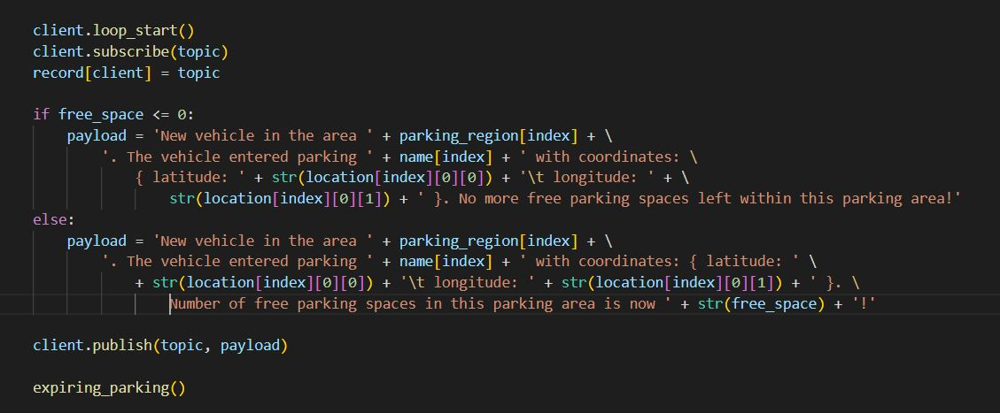 client.loop_start()
client.subscribe(topic)
record[client] = topic
if free_space <= 0:
payload = 'New vehicle in the area ' + parking_region[index] + \
'. The vehicle entered parking ' + name[index] + ' with coordinates: \
{ latitude: ' + str(location[index][0][0]) + '\t longitude: ' + \
str(location[index][0][1]) + ' }. No more free parking spaces left within this parking area!'
else:
payload = 'New vehicle in the area ' + parking_region[index] + \
'. The vehicle entered parking ' + name[index] + ' with coordinates: { latitude: ' \
+ str(location[index][0][0]) + '\t longitude: ' + str(location[index][0][1]) + ' }. \
Number of free parking spaces in this parking area is now ' + str(free_space) + '!'
client.publish(topic, payload)
expiring_parking()